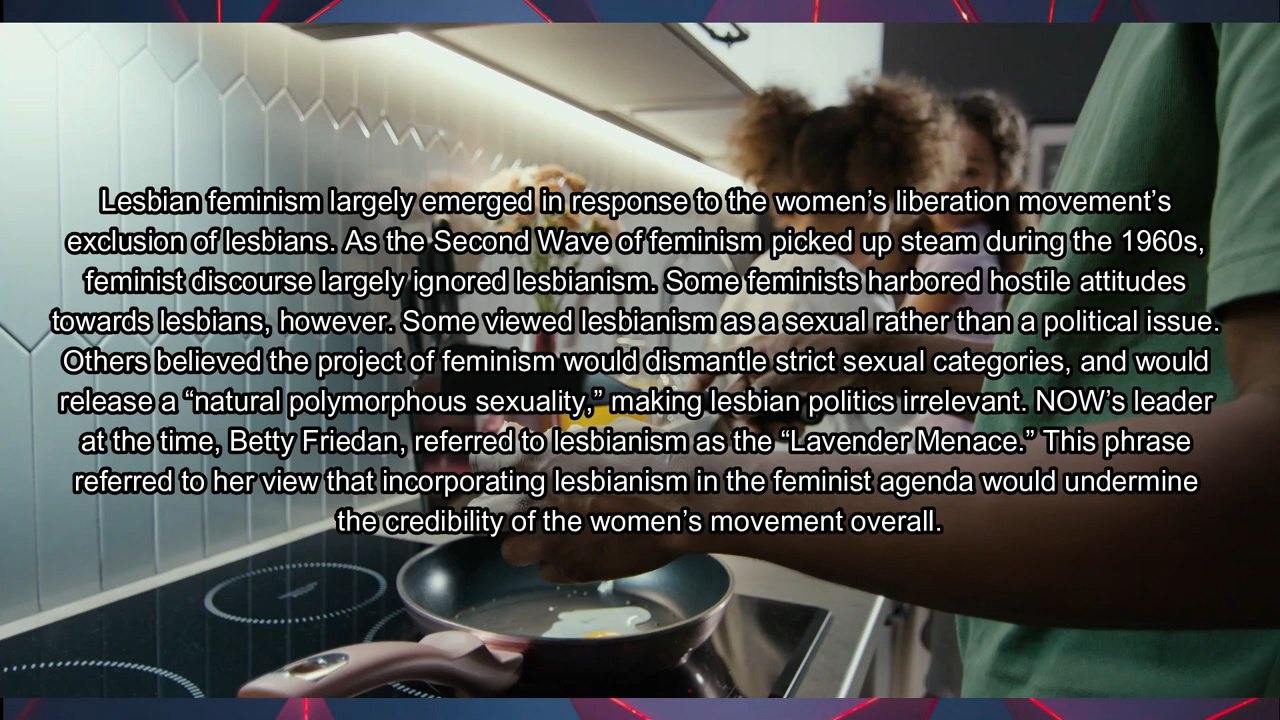 Lesbian feminism largely emerged in response to the women’s liberation movement’s
exclusion of lesbians. As the Second Wave of feminism picked up steam during the 1960s,
feminist discourse largely ignored lesbianism. Some feminists harbored hostile attitudes
towards lesbians, however. Some viewed lesbianism as a sexual rather than a political issue.
Others believed the project of feminism would dismantle strict sexual categories, and would
release a “natural polymorphous sexuality,” making lesbian politics irrelevant. NOW’s leader
at the time, Betty Friedan, referred to lesbianism as the “Lavender Menace.” This phrase
referred to her view that incorporating lesbianism in the feminist agenda would undermine
the credibility of the women’s movement overall.